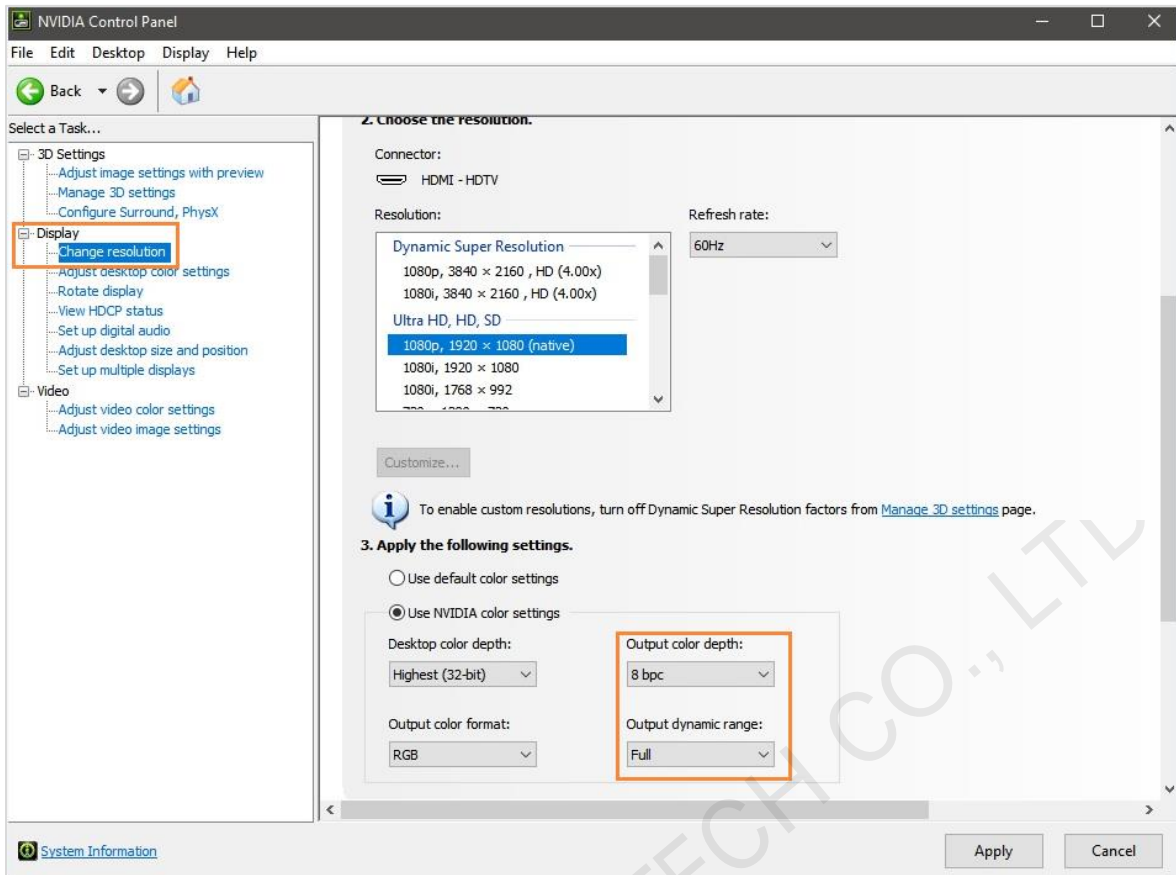 NVIDIA Control Panel
File Edit Desktop Display Help
Back
Select a Task...
3D Settings
Adjust image settings with preview
Manage 3D settings
Configure Surround, PhysX
Display
Change resolution
Adjust desktop color settings
Rotate display
View HDCP status
Set up digital audio
Adjust desktop size and position
Set up multiple displays
Video
Adjust video color settings
Adjust video image settings
System Information
2. Choose the resolution.
Connector:
HDMI - HDTV
Resolution:
Dynamic Super Resolution
1080p, 3840 × 2160 , HD (4.00x)
1080i, 3840 × 2160 , HD (4.00x)
Ultra HD, HD, SD
1080p, 1920 × 1080 (native)
1080i, 1920 × 1080
1080i, 1768 × 992
Refresh rate:
60Hz
Customize...
To enable custom resolutions, turn off Dynamic Super Resolution factors from Manage 3D settings page.
3. Apply the following settings.
Use default color settings
Use NVIDIA color settings
Desktop color depth: Output color depth:
Highest (32-bit) 8 bpc
Output color format: Output dynamic range:
RGB Full
Apply Cancel
TECH CO., LTD